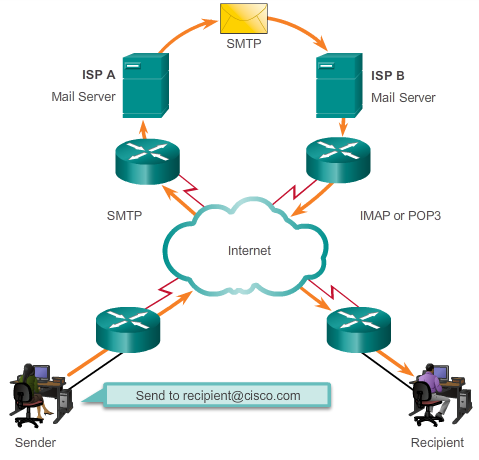 SMTP
ISP A
Mail Server
ISP B
Mail Server
SMTP
IMAP or POP3
Internet
Send to recipient@cisco.com
Sender
Recipient